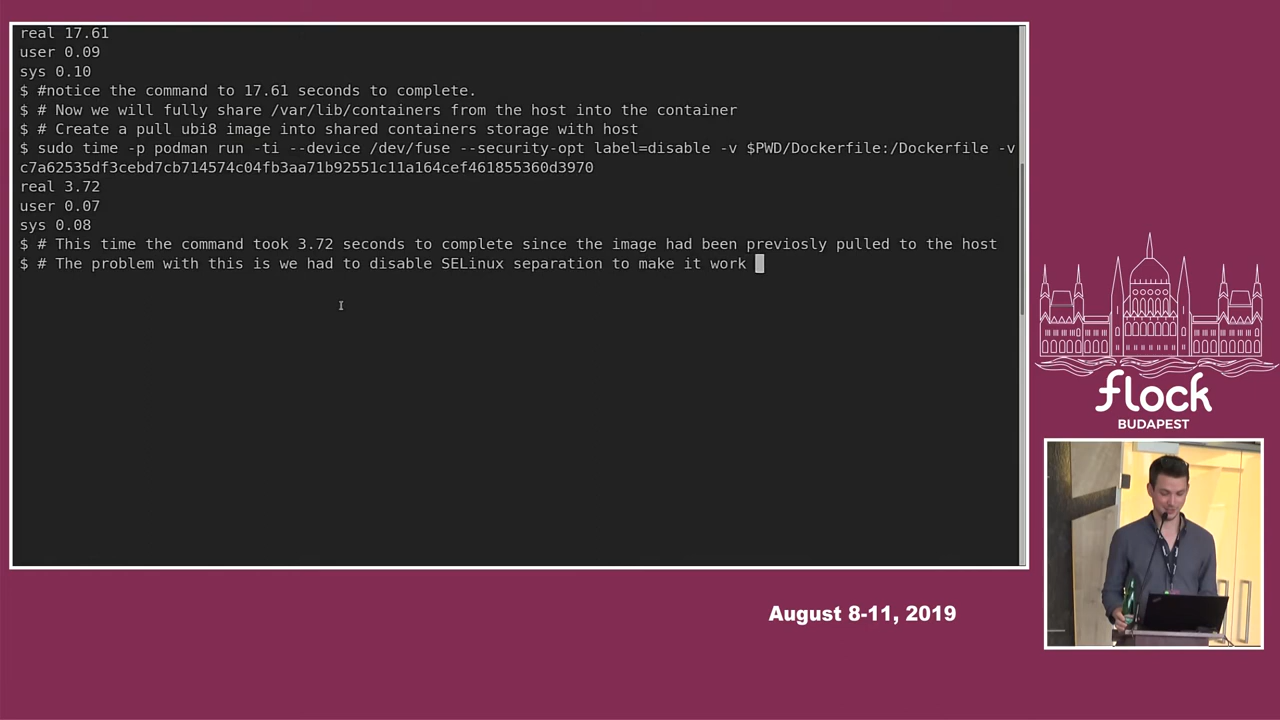 real 17.61
user 0.09
sys 0.10
$ #notice the command to 17.61 seconds to complete.
$ # Now we will fully share /var/lib/containers from the host into the container
$ # Create a pull ubi8 image into shared containers storage with host
$ sudo time -p podman run -ti --device /dev/fuse --security-opt label=disable -v $PWD/Dockerfile:/Dockerfile -v
c7a62535df3cebd7cb714574c04fb3aa71b92551c11a164cef461855360d3970
real 3.72
user 0.07
sys 0.08
$ # This time the command took 3.72 seconds to complete since the image had been previosly pulled to the host
$ # The problem with this is we had to disable SELinux separation to make it work
flock
BUDAPEST
August 8-11, 2019